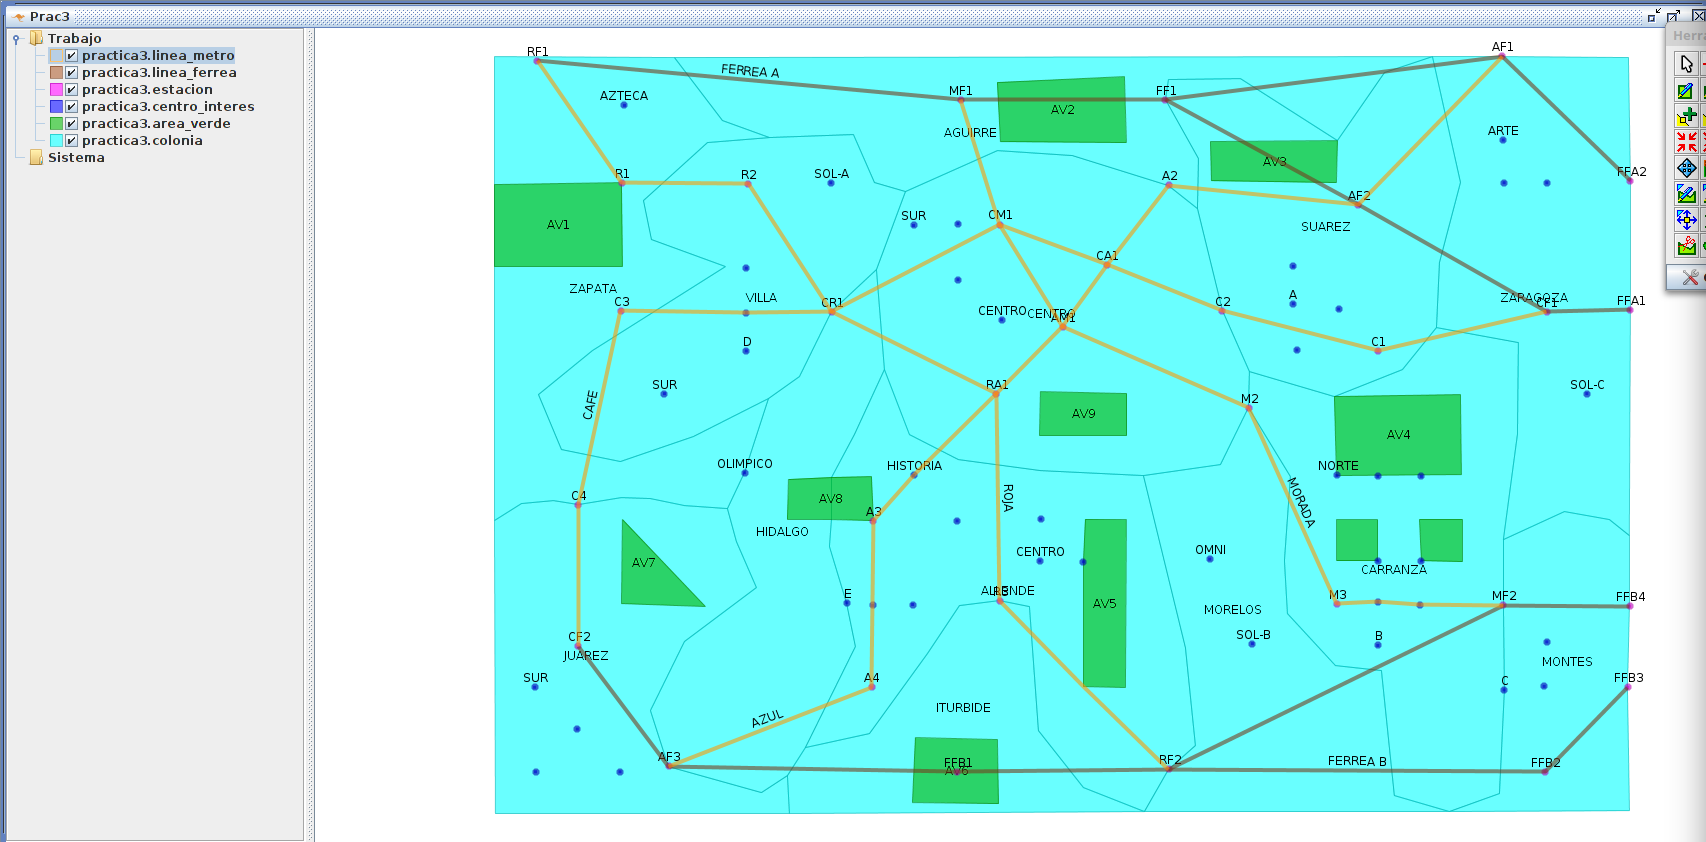 Prac3
Herra
Trabajo
practica3.linea_metro
practica3.linea_ferrea
practica3.estacion
practica3.centro_interes
practica3.area_verde
practica3.colonia
Sistema
RF1
AF1
FERREA A
AZTECA
MF1
FF1
AV2
AGUIRRE
ARTE
R1
R2
SOL-A
A2
AV3
FFA2
AF2
AV1
SUR
CM1
SUAREZ
CA1
ZAPATA
VILLA
C3
CR1
CENTRO
CENTRO
AM1
C2
A
ZARAGOZA
CF1
FFA1
D
C1
SUR
CAFE
RA1
M2
SOL-C
AV9
AV4
OLIMPICO
HISTORIA
NORTE
C4
AV8
A3
ROJA
MORADA
HIDALGO
AV7
CENTRO
OMNI
CARRANZA
E
ALLENDE
AV5
MORELOS
M3
MF2
FFB4
CF2
JUAREZ
SOL-B
B
MONTES
SUR
A4
C
FFB3
AZUL
ITURBIDE
AF3
FFB1
AV6
RF2
FERREA B
FFB2